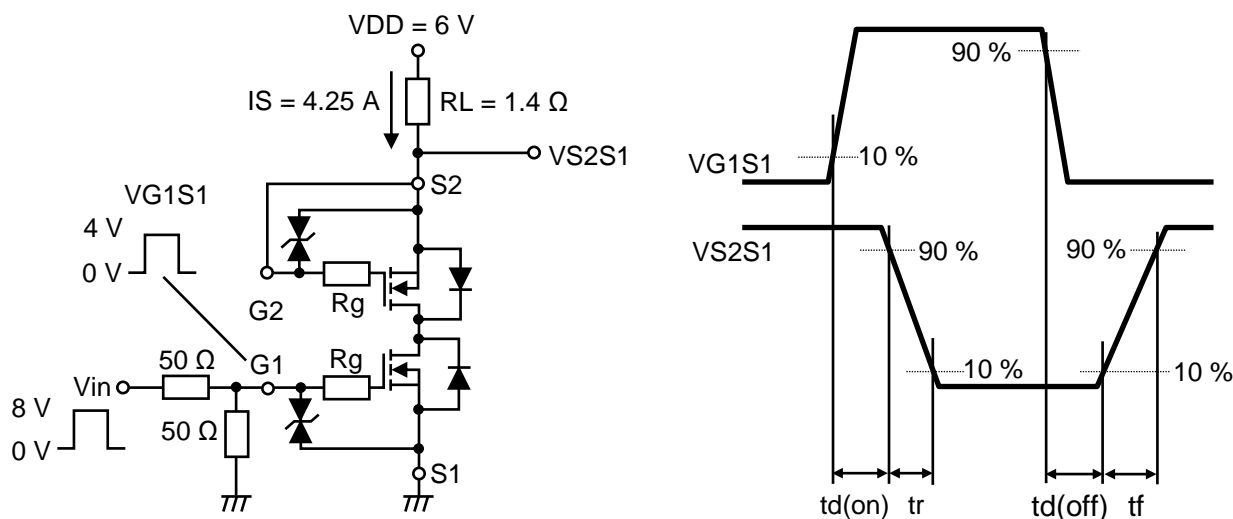 VDD = 6 V
IS = 4.25 A
RL = 1.4 Ω
VS2S1
S2
VG1S1
4 V
0 V
G2
Rg
G1
Rg
50 Ω
Vin
8 V
0 V
50 Ω
S1
90 %
VG1S1
10 %
VS2S1
90 %
90 %
10 %
10 %
td(on)
tr
td(off)
tf